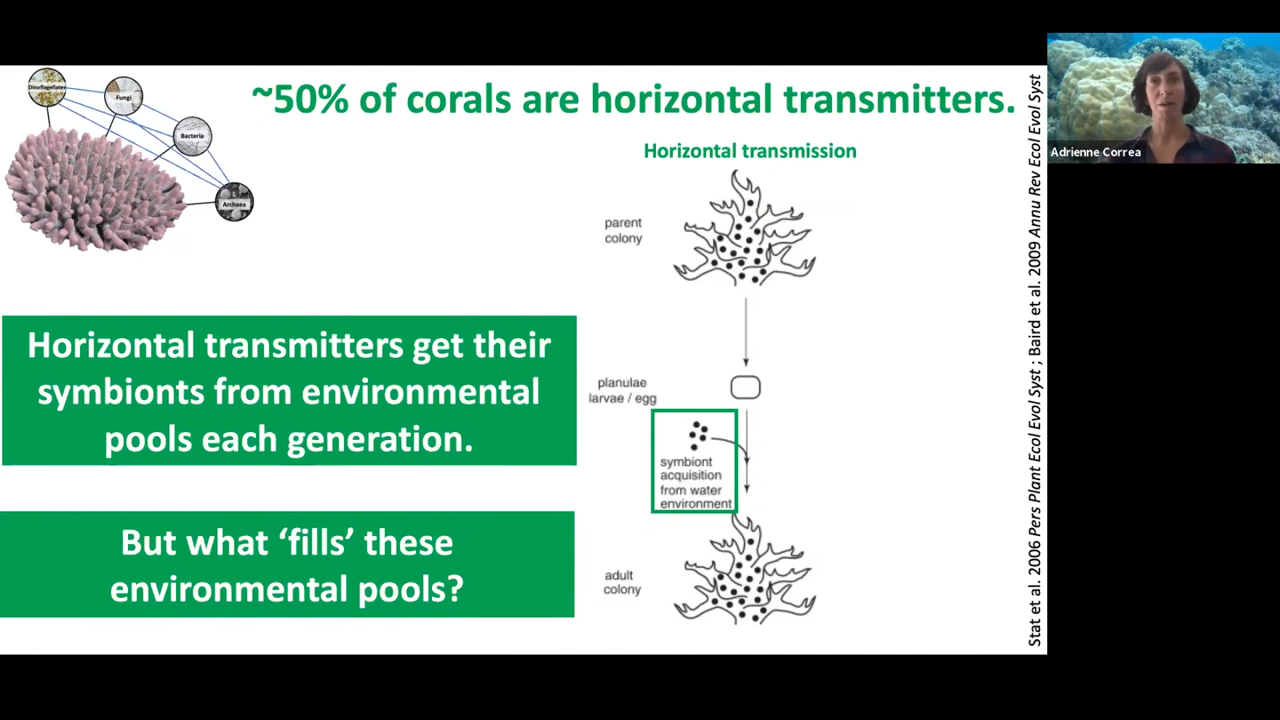 ~50% of corals are horizontal transmitters.
Dinoflagellates
Fungi
Bacteria
Archaea
Horizontal transmission
parent
colony
planulae
larvae / egg
symbiont
acquisition
from water
environment
adult
colony
Horizontal transmitters get their
symbionts from environmental
pools each generation.
But what ‘fills’ these
environmental pools?
Stat et al. 2006 Pers Plant Ecol Evol Syst ; Baird et al. 2009 Annu Rev Ecol Evol Syst
Adrienne Correa